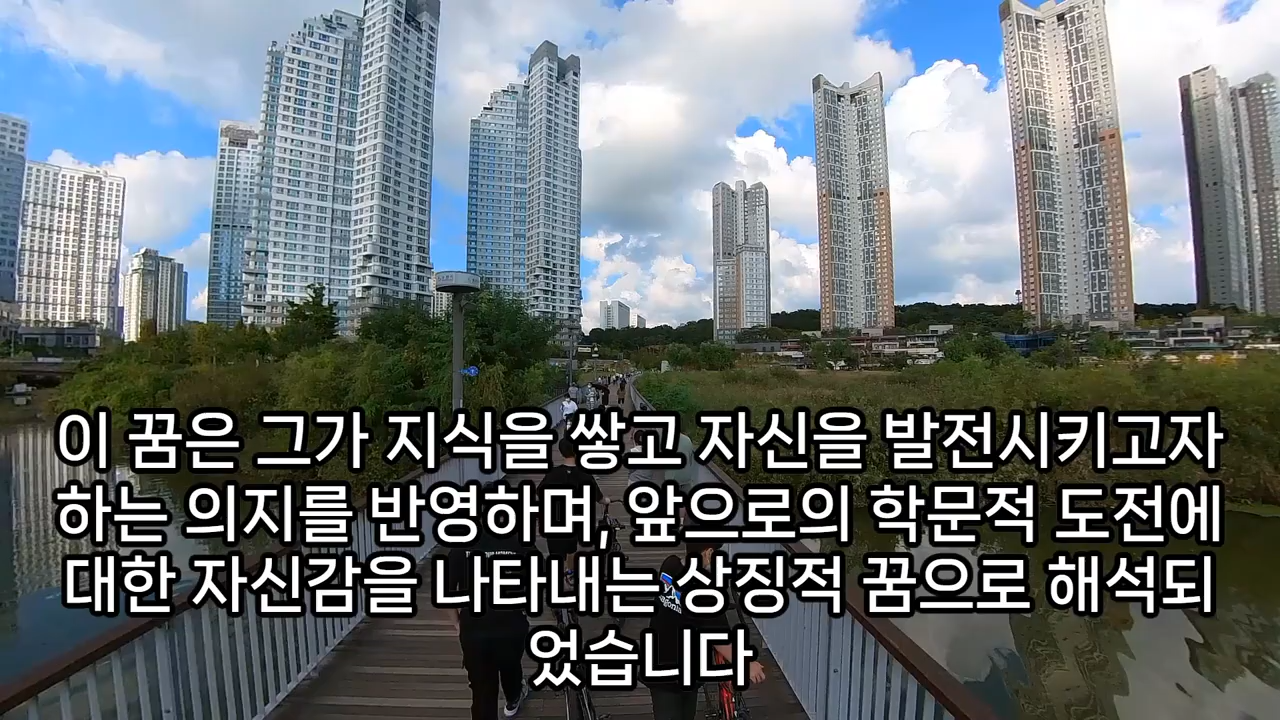 이 꿈은 그가 지식을 쌓고 자신을 발전시키고자
하는 의지를 반영하며, 앞으로의 학문적 도전에
대한 자신감을 나타내는 상징적 꿈으로 해석되
었습니다